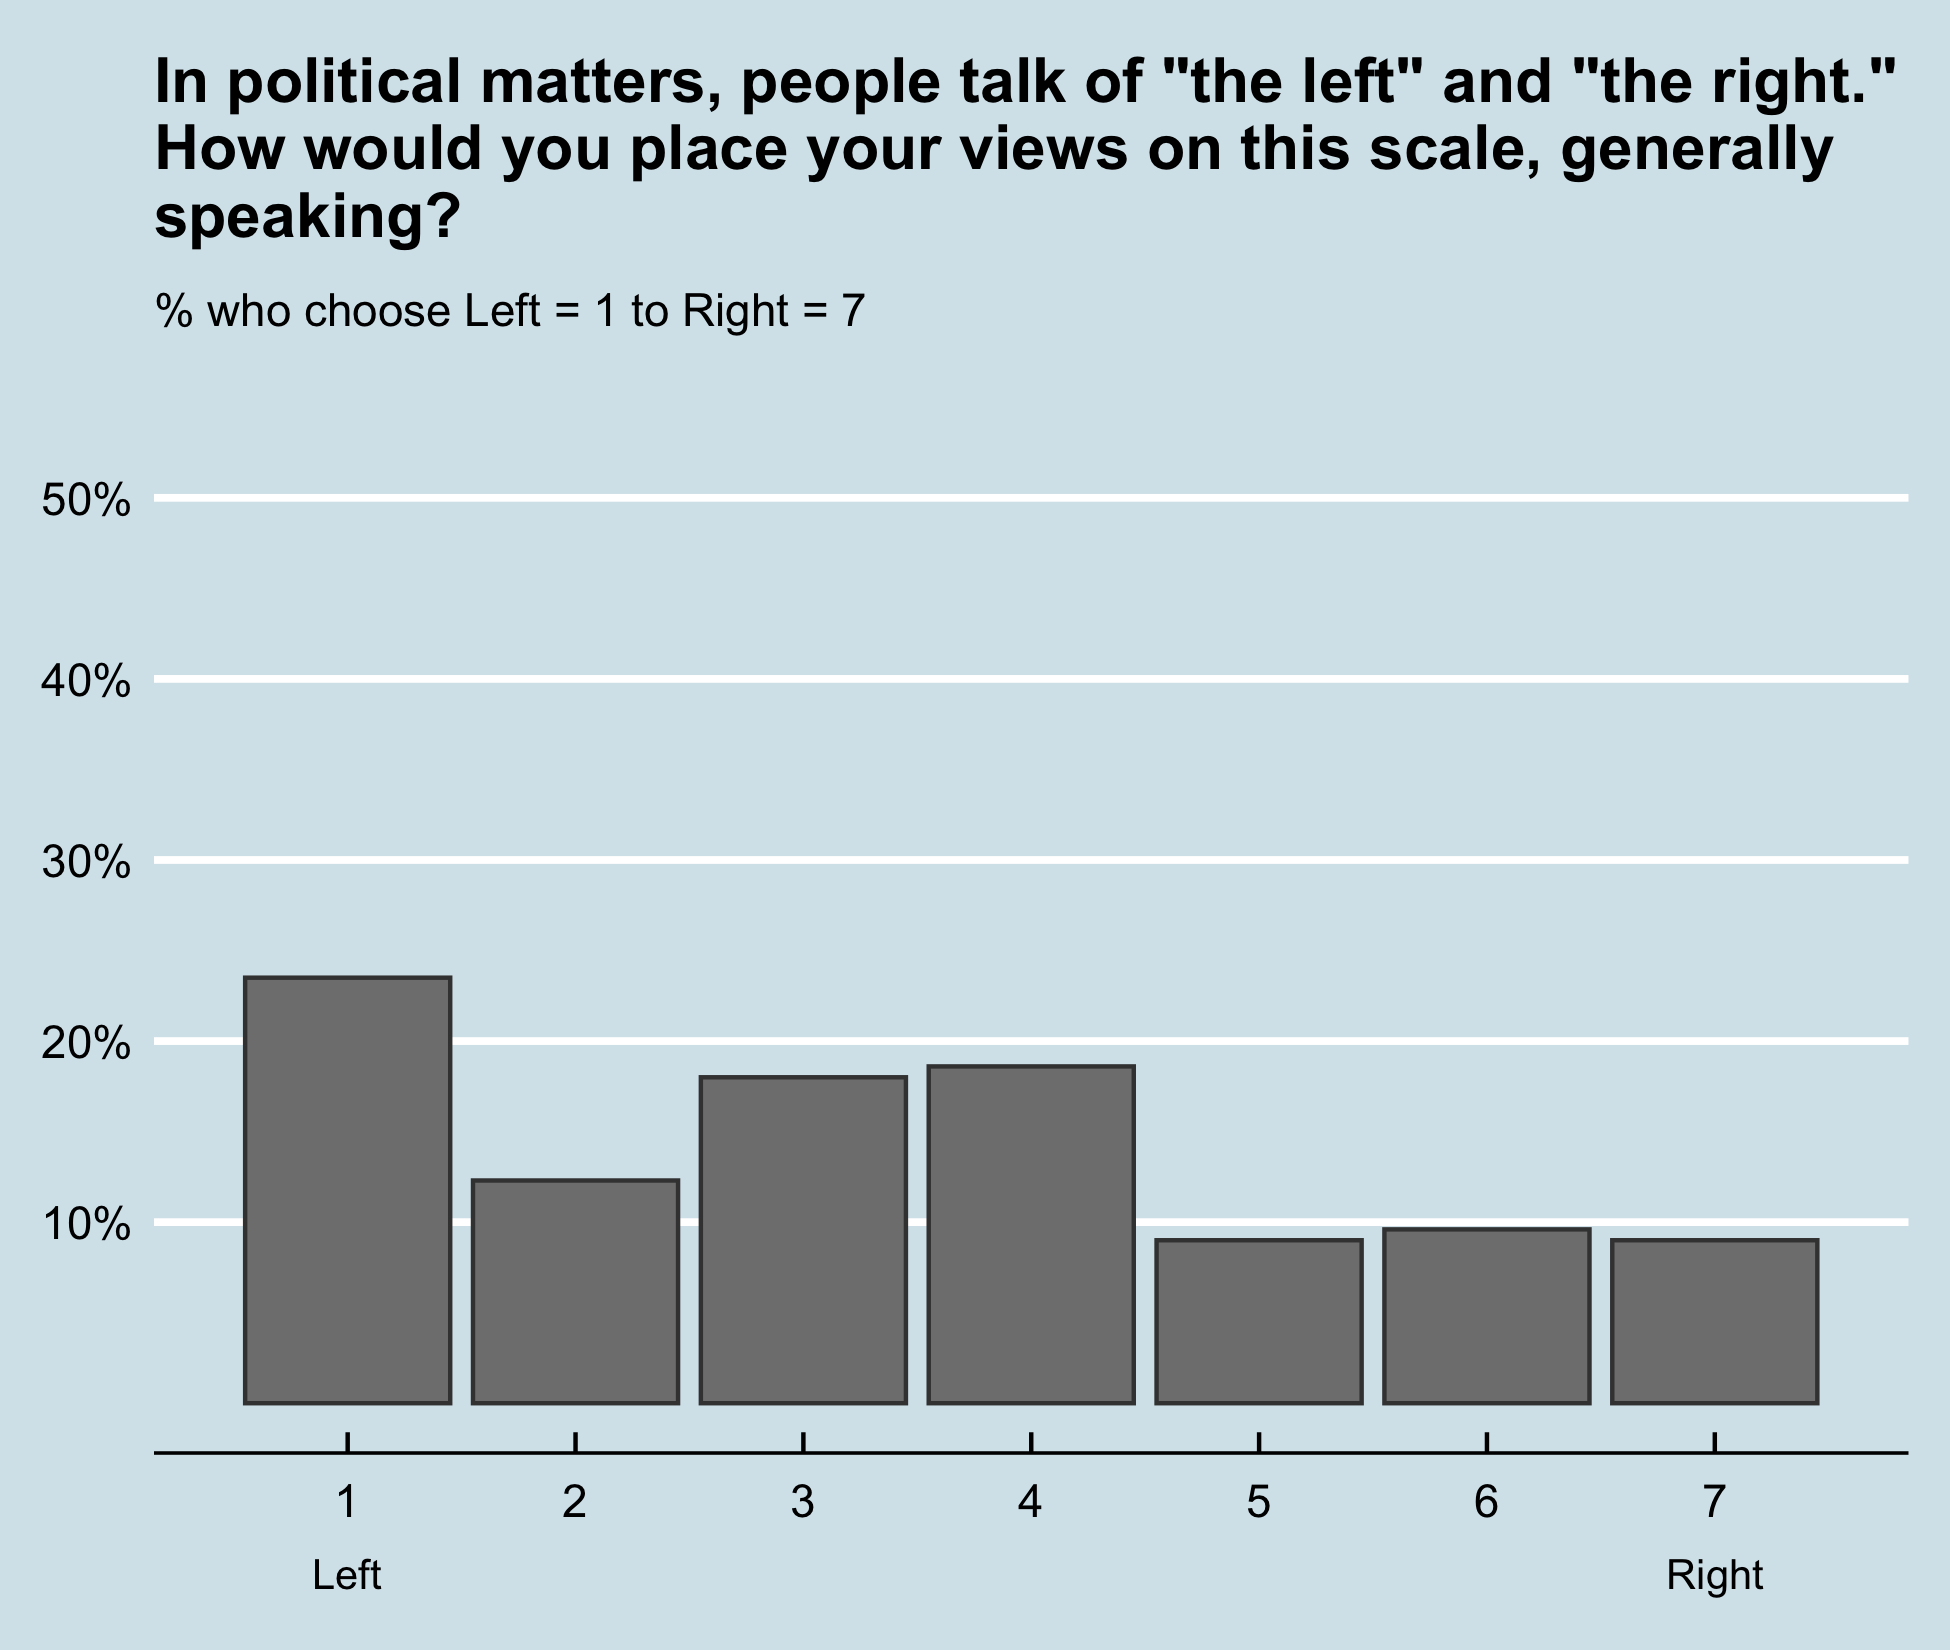 In political matters, people talk of "the left" and "the right."
How would you place your views on this scale, generally
speaking?
% who choose Left = 1 to Right = 7
50%
40%
30%
20%
10%
1 2 3 4 5 6 7
Left Right